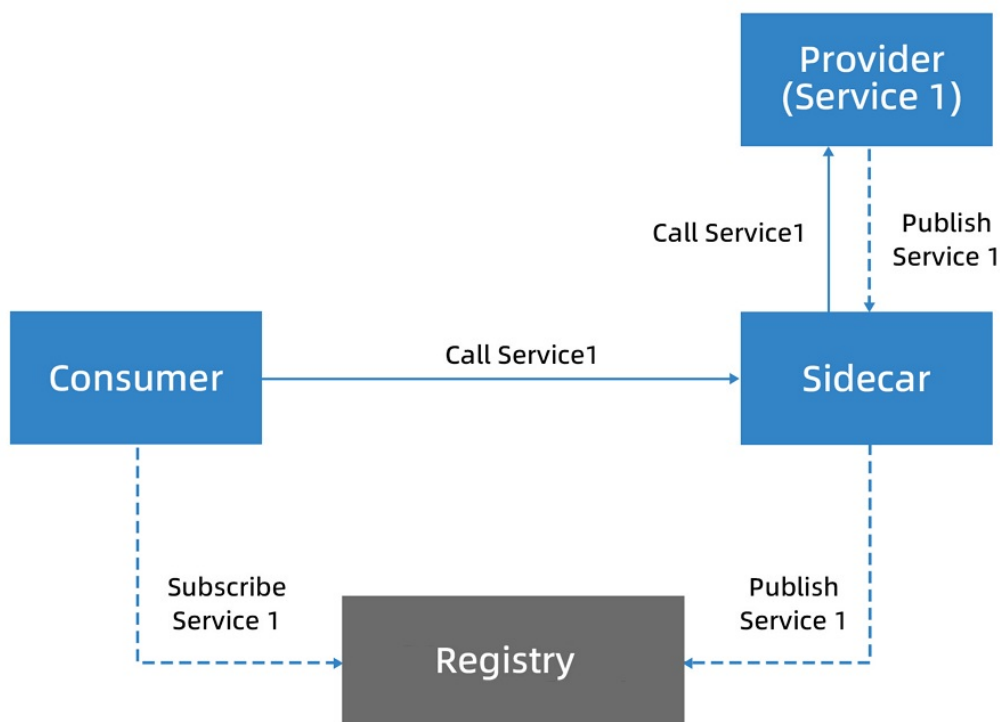 Provider
(Service 1)
Call Service1
Publish
Service 1
Consumer
Call Service1
Sidecar
Subscribe
Service 1
Publish
Service 1
Registry